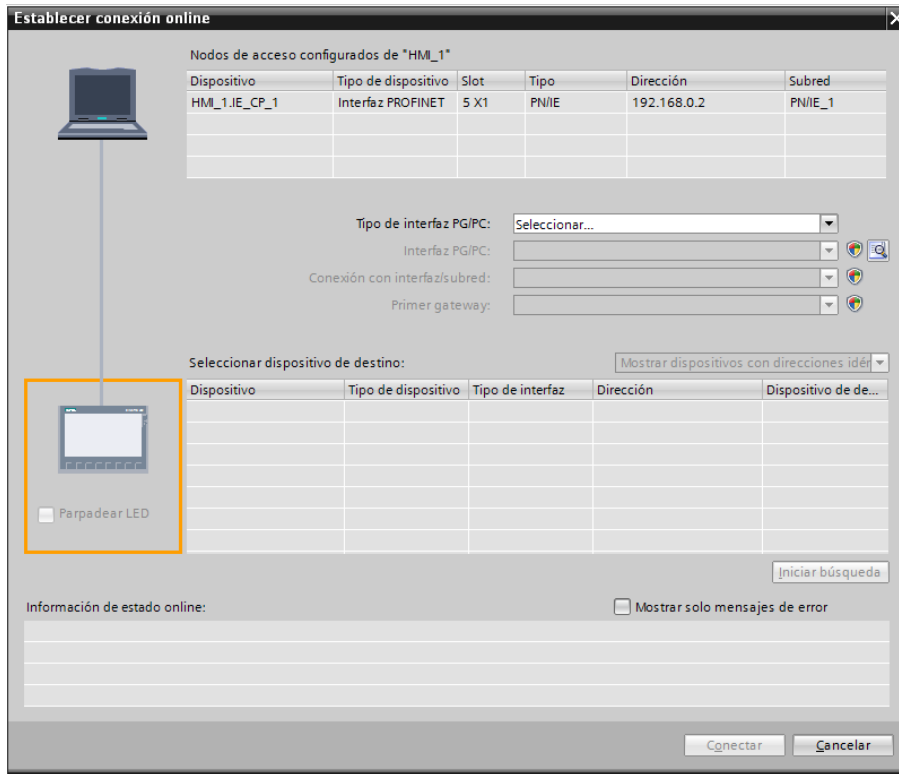 Establecer conexión online
Nodos de acceso configurados de "HMI_1"
Dispositivo Tipo de dispositivo Slot Tipo Dirección Subred
HMI_1.IE_CP_1 Interfaz PROFINET 5 X1 PN/IE 192.168.0.2 PN/IE_1
Tipo de interfaz PG/PC: Seleccionar...
Interfaz PG/PC:
Conexión con interfaz/subred:
Primer gateway:
Seleccionar dispositivo de destino: Mostrar dispositivos con direcciones idér
Dispositivo Tipo de dispositivo Tipo de interfaz Dirección Dispositivo de de...
Parpadear LED
Iniciar búsqueda
Información de estado online: Mostrar solo mensajes de error
Conectar Cancelar